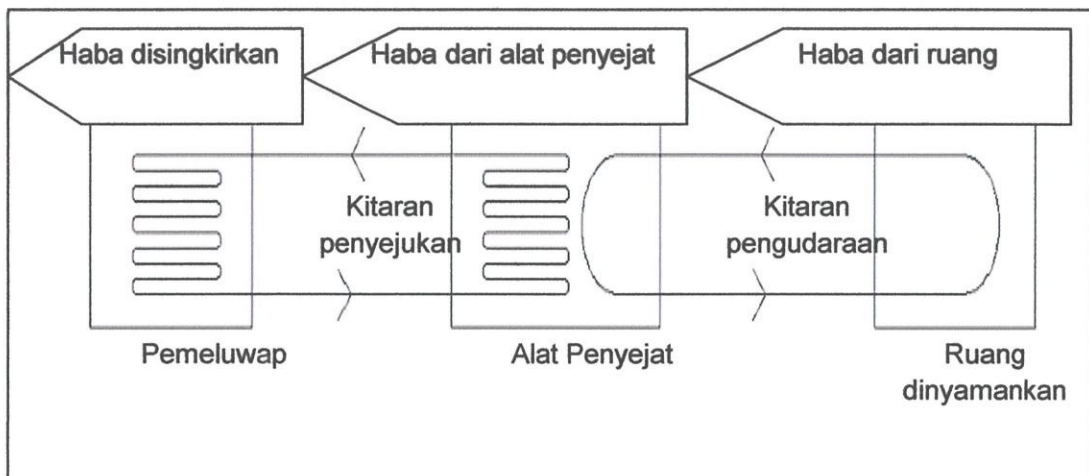 Haba disingkirkan
Haba dari alat penyejat
Haba dari ruang
Kitaran
penyejukan
Kitaran
pengudaraan
Pemeluwap
Alat Penyejat
Ruang
dinyamankan